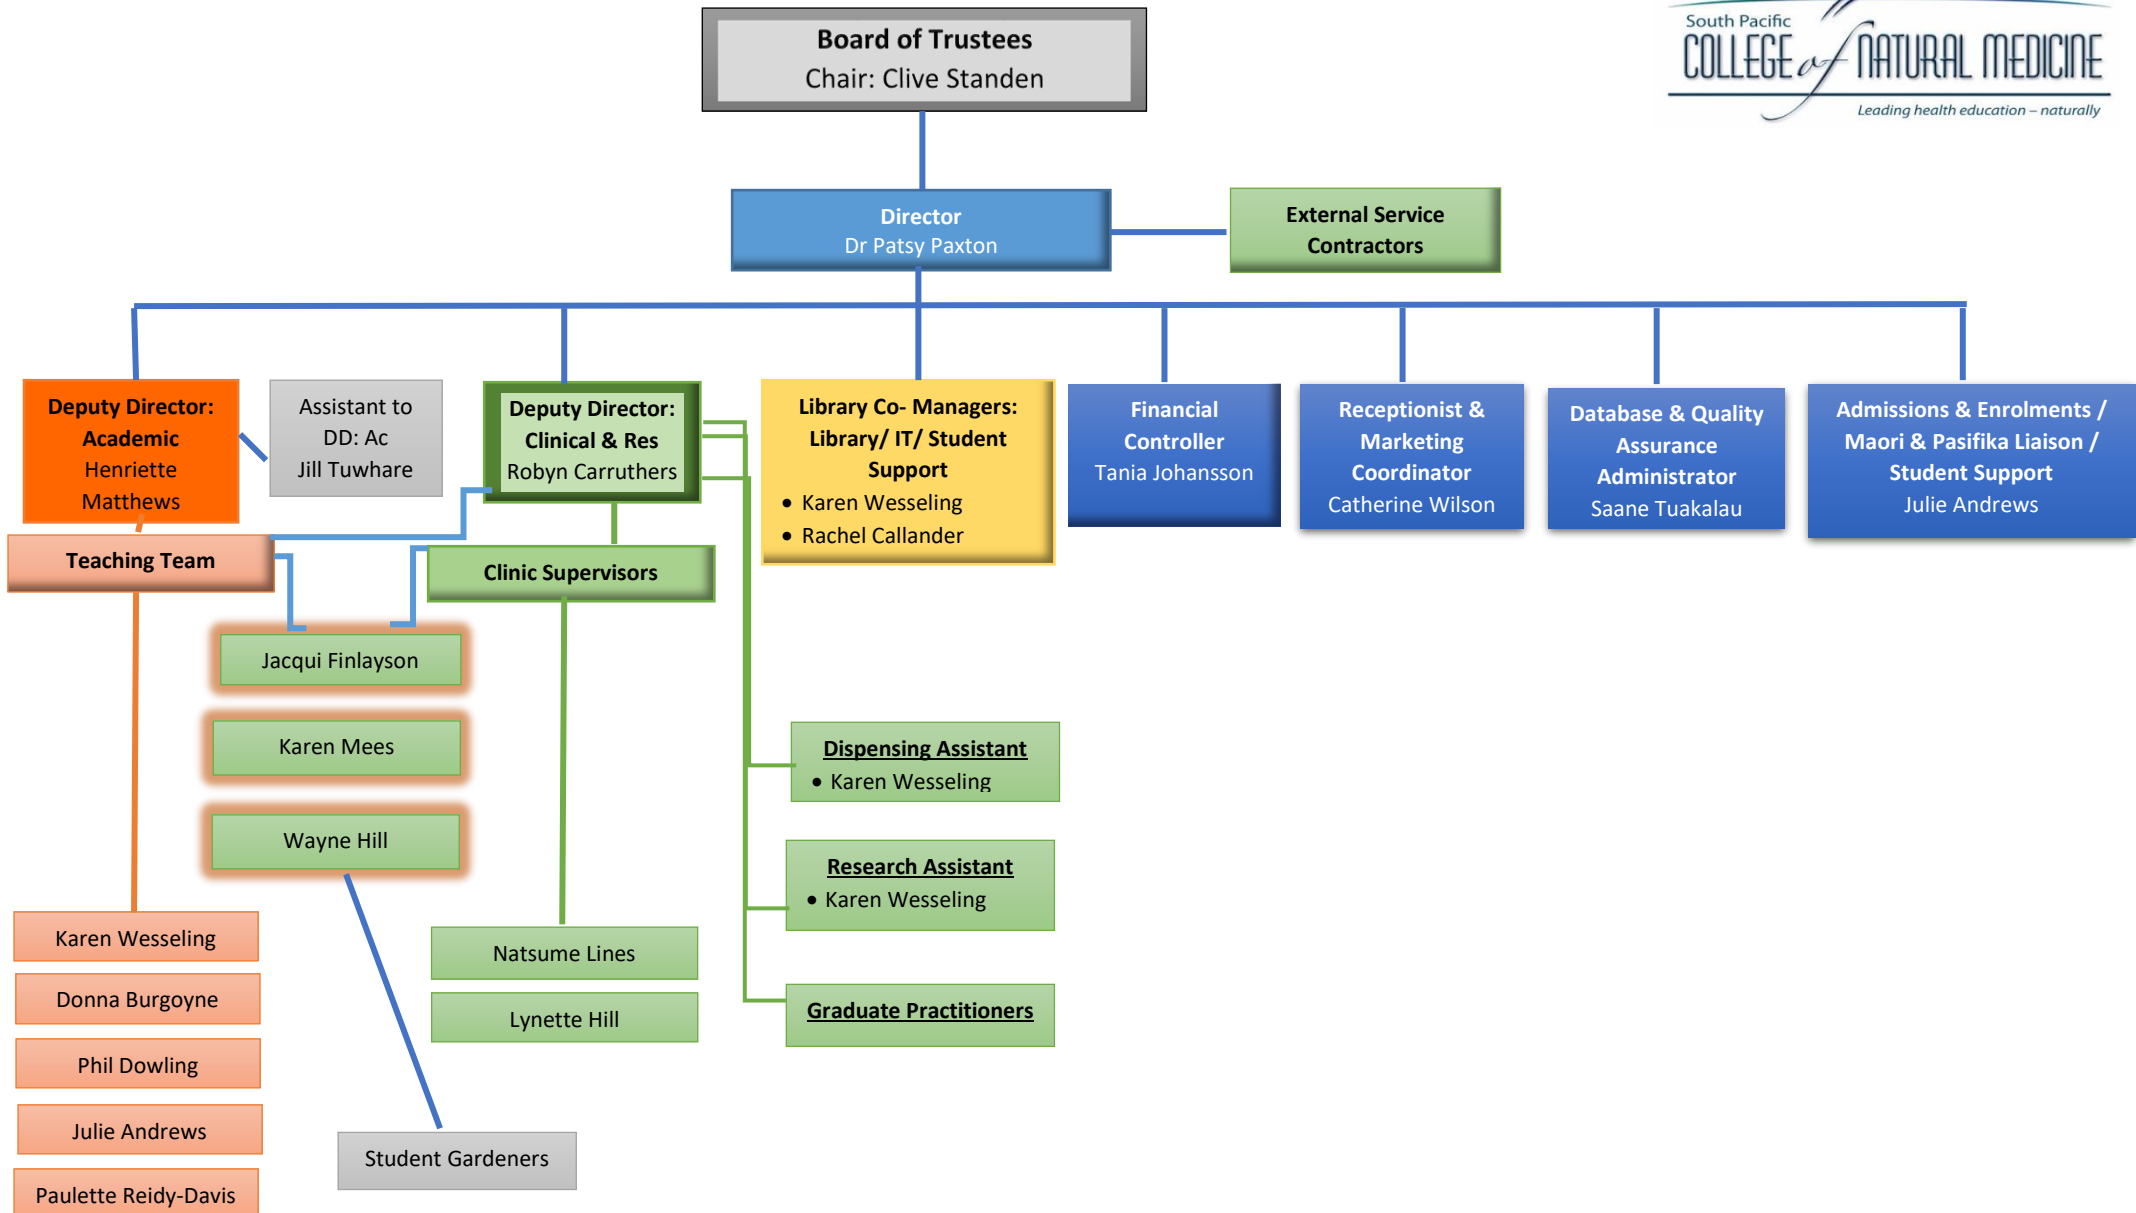 South Pacific
COLLEGE of NATURAL MEDICINE
Leading health education – naturally
Board of Trustees
Chair: Clive Standen
Director
Dr Patsy Paxton
External Service
Contractors
Deputy Director:
Academic
Henriette
Matthews
Assistant to
DD: Ac
Jill Tuwhare
Deputy Director:
Clinical & Res
Robyn Carruthers
Library Co- Managers:
Library/ IT/ Student
Support
• Karen Wesseling
• Rachel Callander
Financial
Controller
Tania Johansson
Receptionist &
Marketing
Coordinator
Catherine Wilson
Database & Quality
Assurance
Administrator
Saane Tuakalau
Admissions & Enrolments /
Maori & Pasifika Liaison /
Student Support
Julie Andrews
Teaching Team
Clinic Supervisors
Jacqui Finlayson
Karen Mees
Wayne Hill
Dispensing Assistant
• Karen Wesseling
Research Assistant
• Karen Wesseling
Graduate Practitioners
Karen Wesseling
Donna Burgoyne
Phil Dowling
Julie Andrews
Paulette Reidy-Davis
Natsume Lines
Lynette Hill
Student Gardeners